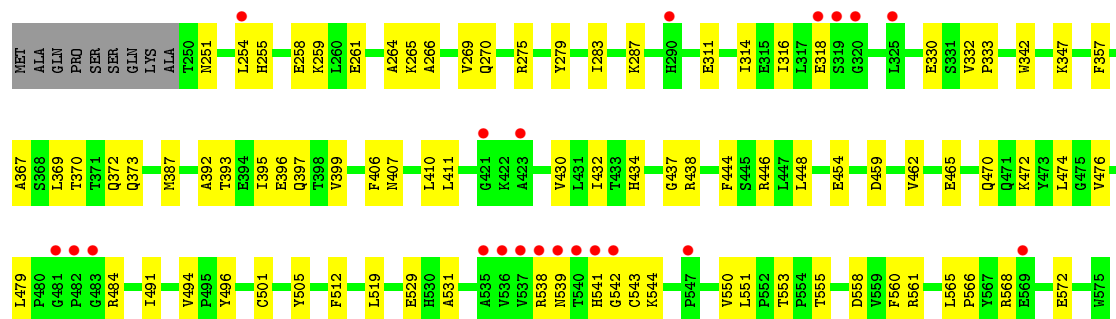 MET ALA GLN PRO SER SER GLN LYS ALA T250 N251 L254 H255 E258 K259 L260 E261 A264 K265 A266 V269 Q270 R275 Y279 I283 K287 H290 E311 I314 E315 I316 L317 E318 S319 G320 L325 E330 S331 V332 P333 W342 K347 F357
A367 S368 L369 T370 T371 Q372 Q373 M387 A392 T393 E394 I395 E396 Q397 T398 V399 F406 N407 L410 L411 G421 K422 A423 V430 L431 I432 T433 H434 G437 R438 F444 S445 R446 L447 L448 E454 D459 V462 E465 Q470 Q471 K472 Y473 L474 G475 V476
L479 P480 G481 P482 G483 R484 I491 V494 P495 Y496 C501 Y505 F512 L519 E529 H530 A531 A535 V536 V537 R538 N539 T540 H541 G542 C543 K544 P547 V550 L551 P552 T553 P554 T555 D558 V559 F560 R561 L565 P566 Y567 R568 E569 E572 W575